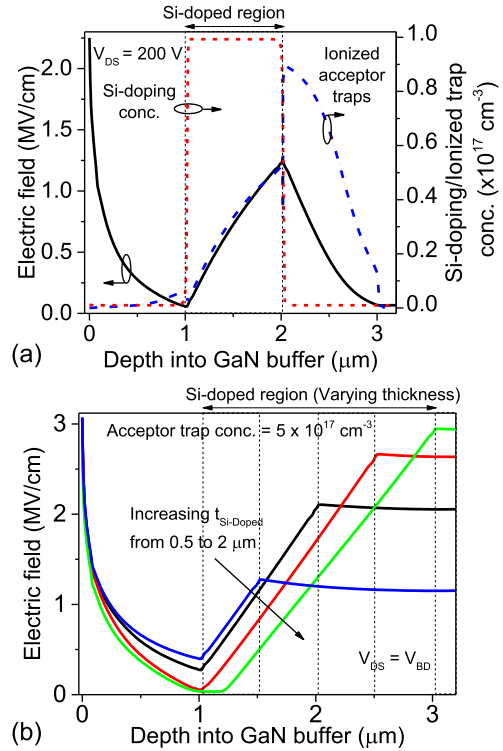 Si-doped region
V_DS = 200 V
Si-doping
conc.
Ionized
acceptor
traps
Electric field (MV/cm)
2.0
1.5
1.0
0.5
0.0
Si-doping/Ionized trap
conc. (x10^17 cm^-3)
1.0
0.8
0.6
0.4
0.2
0.0
0 1 2 3
(a)
Depth into GaN buffer (μm)
Si-doped region (Varying thickness)
Acceptor trap conc. = 5 x 10^17 cm^-3
Increasing t_Si-Doped
from 0.5 to 2 μm
V_DS = V_BD
Electric field (MV/cm)
3
2
1
0
0 1 2 3
(b)
Depth into GaN buffer (μm)